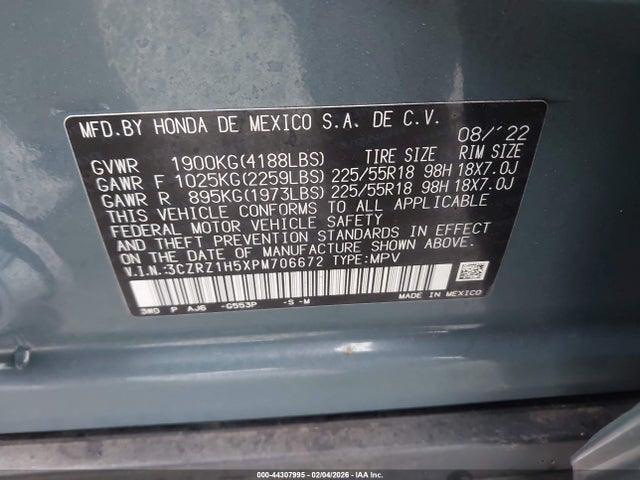 MFD.BY HONDA DE MEXICO S.A. DE C.V. 08/'22
GVWR 1900KG(4188LBS) TIRE SIZE RIM SIZE
GAWR F 1025KG(2259LBS) 225/55R18 98H 18X7.0J
GAWR R 895KG(1973LBS) 225/55R18 98H 18X7.0J
THIS VEHICLE CONFORMS TO ALL APPLICABLE
FEDERAL MOTOR VEHICLE SAFETY
AND THEFT PREVENTION STANDARDS IN EFFECT
ON THE DATE OF MANUFACTURE SHOWN ABOVE.
V.I.N.:3CZRZ1H5XPM706672 TYPE:MPV
3W0 P AJ6 -G553P -S -M MADE IN MEXICO
000-44307995 - 02/04/2026 - IAA Inc.